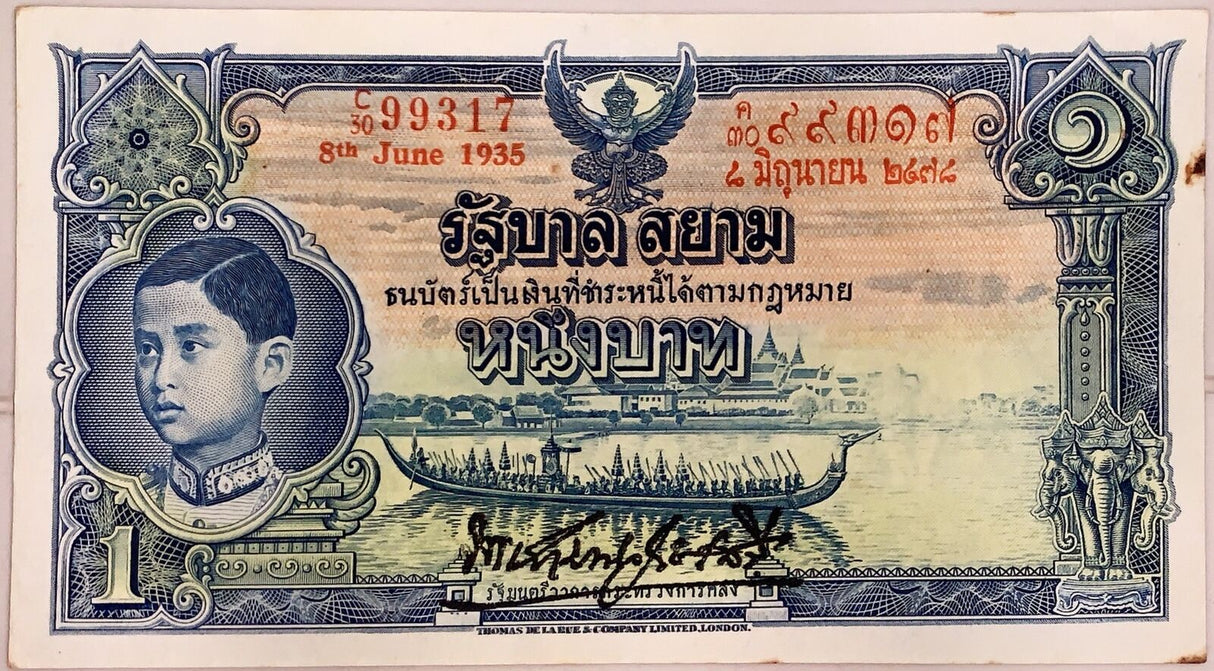 C/30 99317
8th June 1935
ค/๓๐ ๙๙๓๑๗
๘ มิถุนายน ๒๔๗๘
๑
รัฐบาล สยาม
ธนบัตร์เป็นเงินที่ชำระหนี้ได้ตามกฎหมาย
หนึ่งบาท
1
รัฐมนตรีว่าการกระทรวงการคลัง
THOMAS DE LA RUE & COMPANY LIMITED, LONDON.